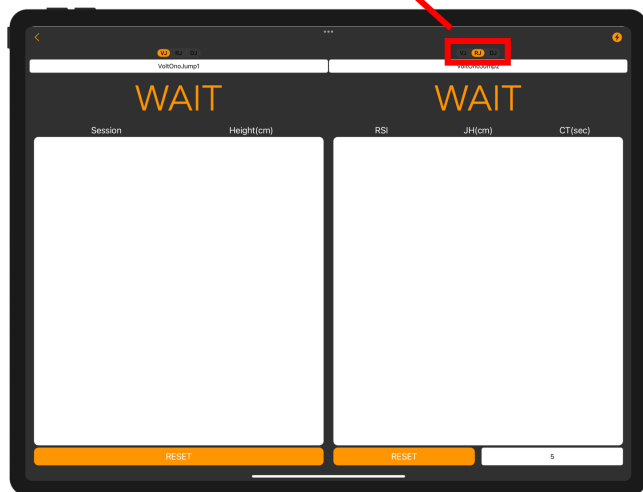 VJ RJ DJ
VJ RJ DJ
VoltOnoJump1
VoltOnoJump2
WAIT
WAIT
Session Height(cm)
RSI JH(cm) CT(sec)
RESET
RESET
5